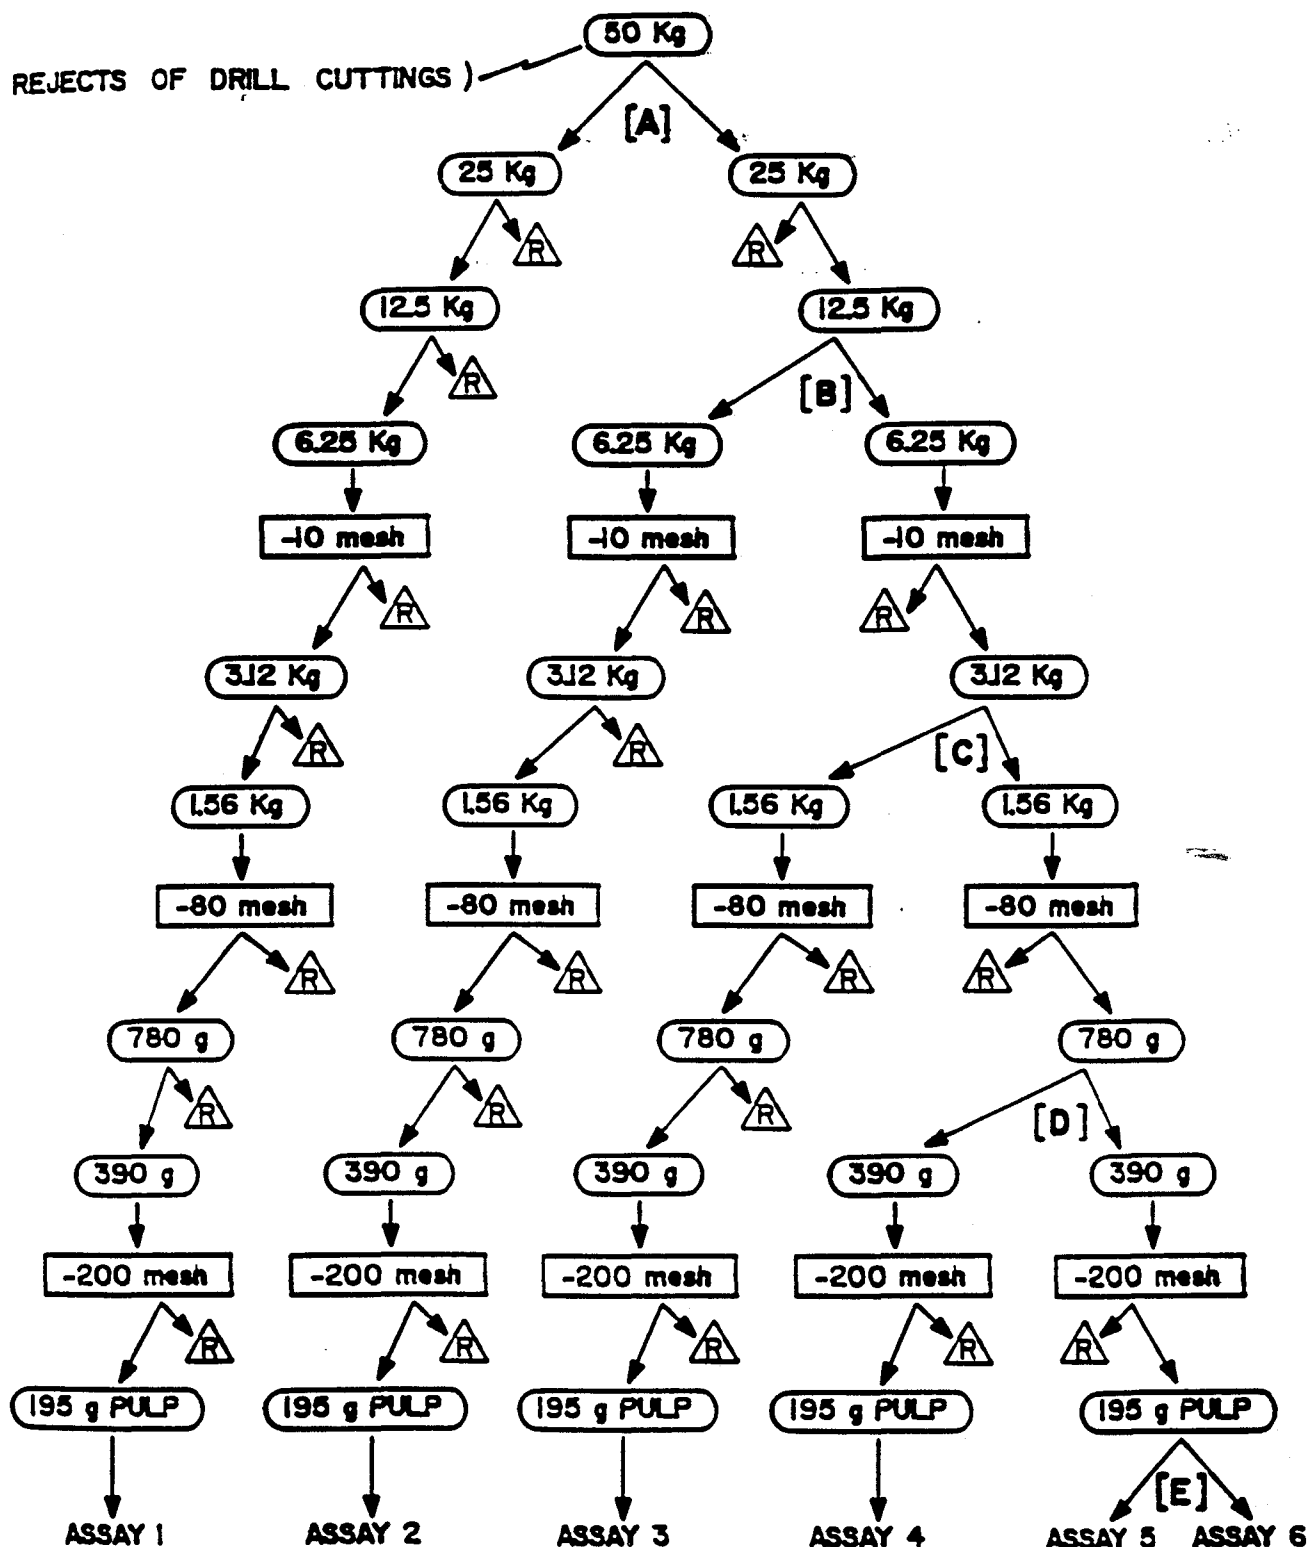 50 Kg
REJECTS OF DRILL CUTTINGS )
[A]
25 Kg 25 Kg
R R
12.5 Kg 12.5 Kg
R
[B]
6.25 Kg 6.25 Kg 6.25 Kg
-10 mesh -10 mesh -10 mesh
R R R
3.12 Kg 3.12 Kg 3.12 Kg
R R [C]
1.56 Kg 1.56 Kg 1.56 Kg 1.56 Kg
-80 mesh -80 mesh -80 mesh -80 mesh
R R R R
780 g 780 g 780 g 780 g
R R R [D]
390 g 390 g 390 g 390 g 390 g
-200 mesh -200 mesh -200 mesh -200 mesh -200 mesh
R R R R R
195 g PULP 195 g PULP 195 g PULP 195 g PULP 195 g PULP
[E]
ASSAY 1 ASSAY 2 ASSAY 3 ASSAY 4 ASSAY 5 ASSAY 6